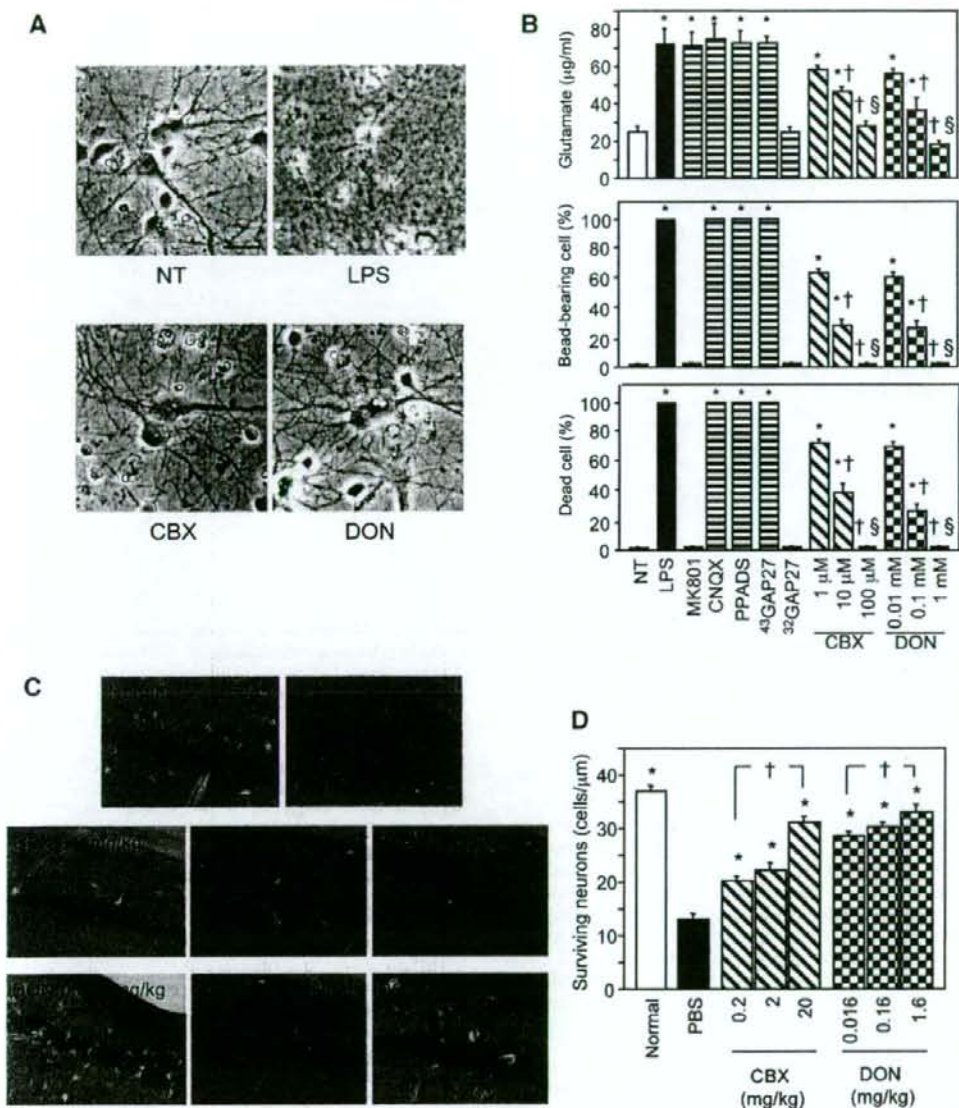 A
NT
LPS
CBX
DON
B
Glutamate (µg/ml)
80
60
40
20
0
* * * * * * * *† †§ * *† †§
Bead-bearing cell (%)
100
80
60
40
20
0
* * * * * *† †§ * *† †§
Dead cell (%)
100
80
60
40
20
0
* * * * * *† †§ * *† †§
NT
LPS
MK801
CNQX
PPADS
⁴³GAP27
³²GAP27
1 µM
10 µM
100 µM
0.01 mM
0.1 mM
1 mM
CBX
DON
C
mg/kg
D
Surviving neurons (cells/µm)
40
30
20
10
0
* * * * † * * * †
Normal
PBS
0.2
2
20
0.016
0.16
1.6
CBX
(mg/kg)
DON
(mg/kg)